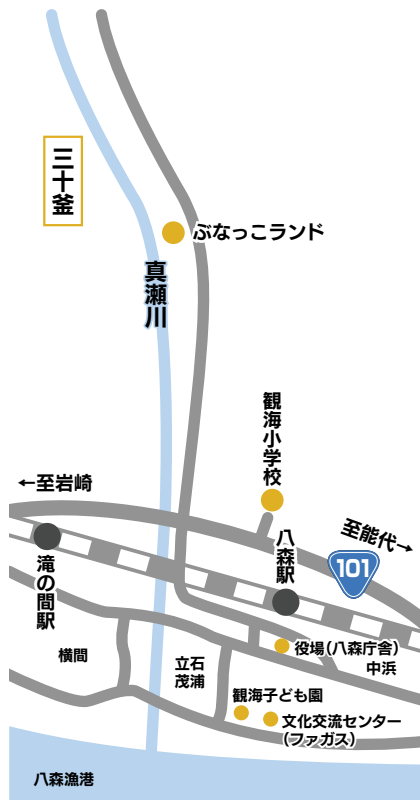 三十釜
ぶなっこランド
真瀬川
観海小学校
←至岩崎
至能代→
八森駅
101
滝の間駅
役場(八森庁舎)
横間
立石
茂浦
中浜
観海子ども園
文化交流センター
(ファガス)
八森漁港